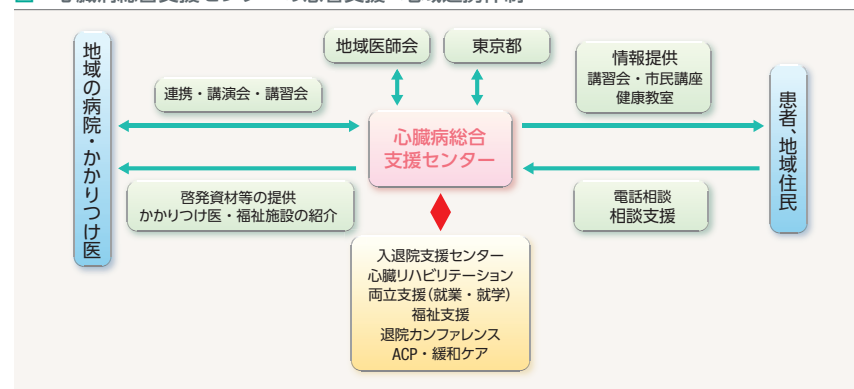 地域医師会
東京都
情報提供
講習会・市民講座
健康教室
地域の病院・かかりつけ医
連携・講演会・講習会
心臓病総合
支援センター
患者、地域住民
啓発資材等の提供
かかりつけ医・福祉施設の紹介
電話相談
相談支援
入退院支援センター
心臓リハビリテーション
両立支援(就業・就学)
福祉支援
退院カンファレンス
ACP・緩和ケア